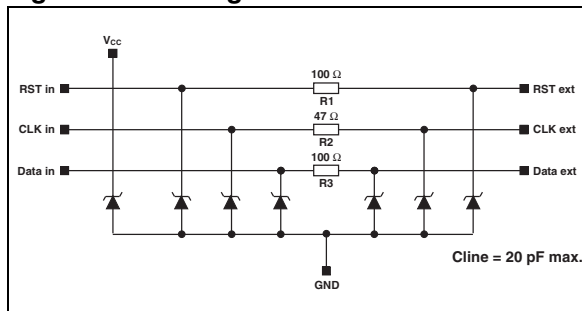 VCC
100 Ω
RST in
RST ext
R1
47 Ω
CLK in
CLK ext
R2
100 Ω
Data in
Data ext
R3
Cline = 20 pF max.
GND